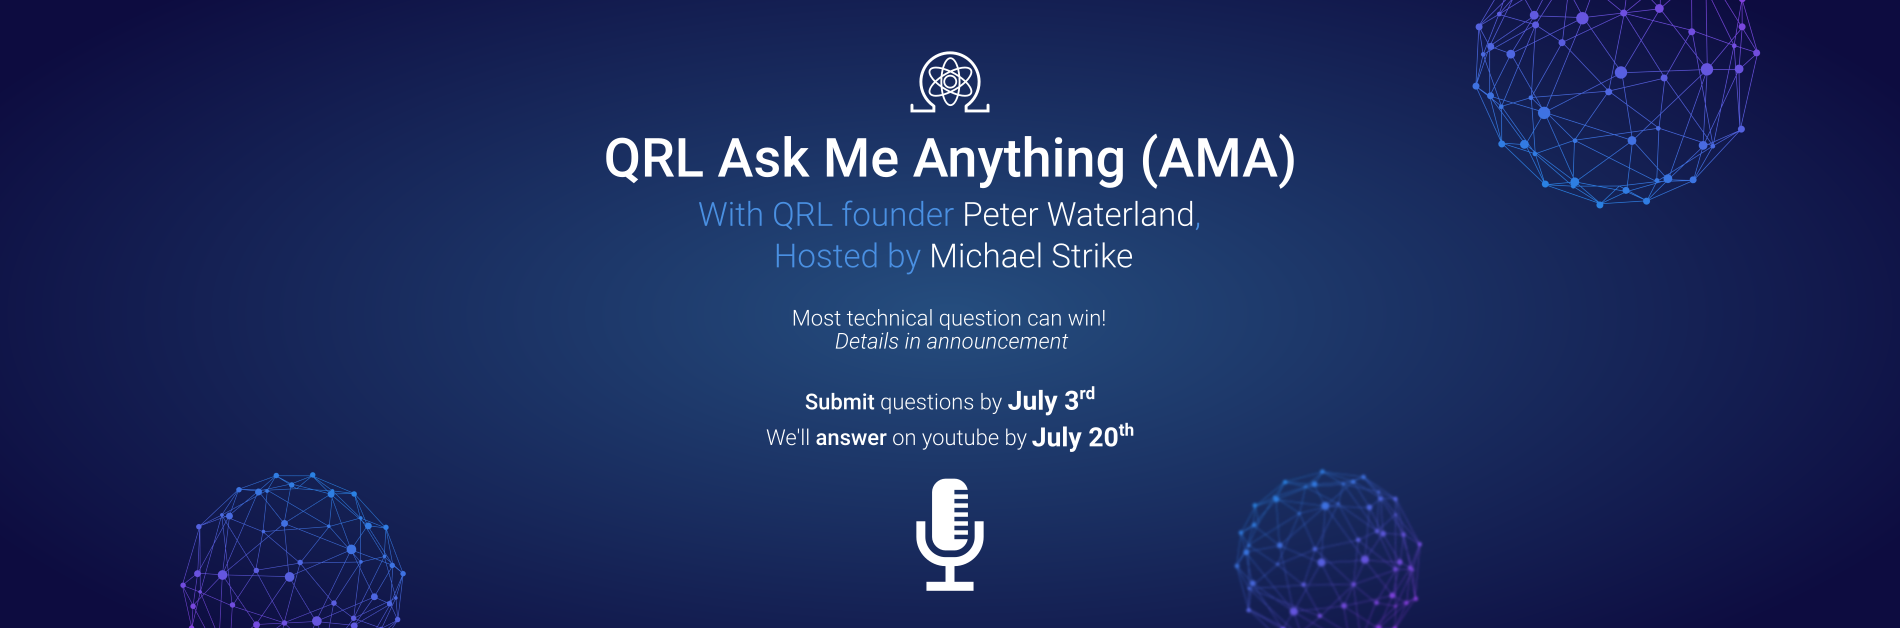 QRL Ask Me Anything (AMA)
With QRL founder Peter Waterland,
Hosted by Michael Strike
Most technical question can win!
Details in announcement
Submit questions by July 3rd
We'll answer on youtube by July 20th